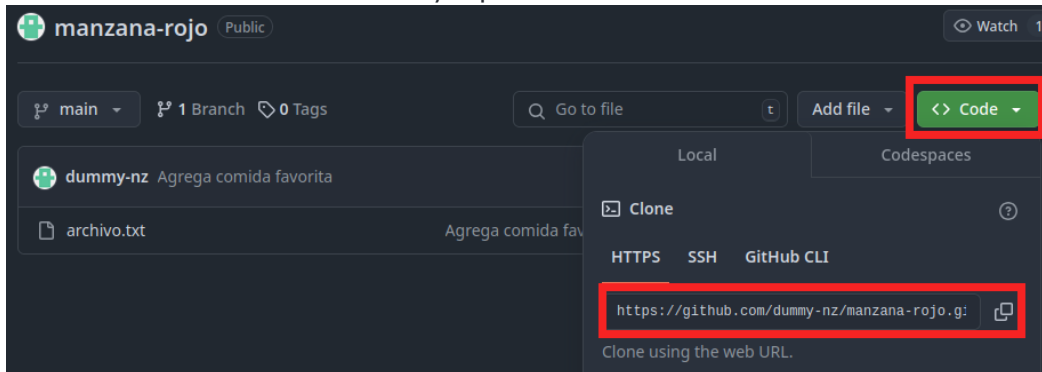 manzana-rojo Public
Watch 1
main 1 Branch 0 Tags Go to file t Add file <> Code
Local Codespaces
dummy-nz Agrega comida favorita
Clone
archivo.txt Agrega comida fav
HTTPS SSH GitHub CLI
https://github.com/dummy-nz/manzana-rojo.gi
Clone using the web URL.